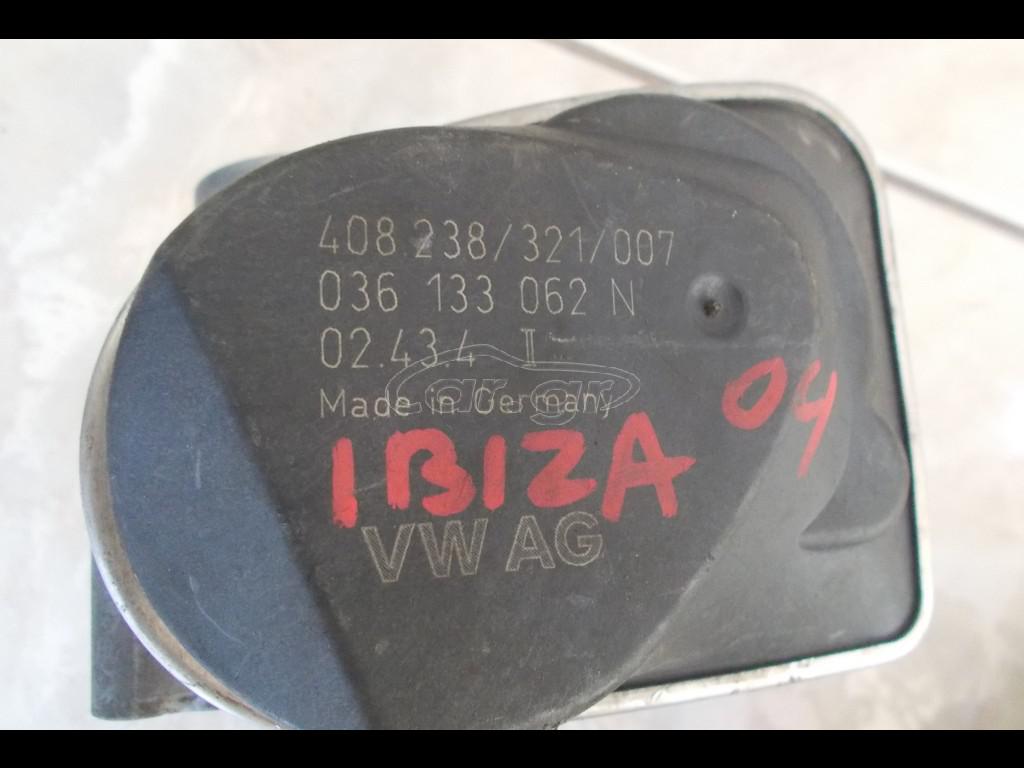 408 238/321/007
036 133 062 N
02.43.4 II
Made in Germany
car.gr
04
IBIZA
VW AG